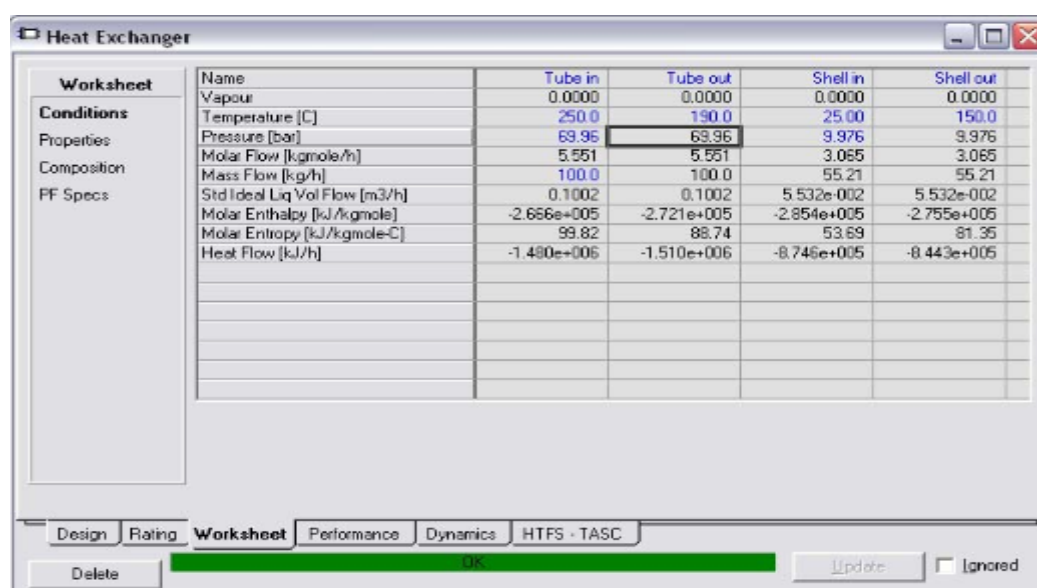 Heat Exchanger
Worksheet
Conditions
Properties
Composition
PF Specs
Name Tube in Tube out Shell in Shell out
Vapour 0.0000 0.0000 0.0000 0.0000
Temperature [C] 250.0 190.0 25.00 150.0
Pressure [bar] 69.96 69.96 9.976 9.976
Molar Flow [kgmole/h] 5.551 5.551 3.065 3.065
Mass Flow [kg/h] 100.0 100.0 55.21 55.21
Std Ideal Liq Vol Flow [m3/h] 0.1002 0.1002 5.532e-002 5.532e-002
Molar Enthalpy [kJ/kgmole] -2.666e+005 -2.721e+005 -2.854e+005 -2.755e+005
Molar Entropy [kJ/kgmole-C] 99.82 88.74 53.69 81.35
Heat Flow [kJ/h] -1.480e+006 -1.510e+006 -8.746e+005 -8.443e+005
Design Rating Worksheet Performance Dynamics HTFS - TASC
Delete OK Update Ignored